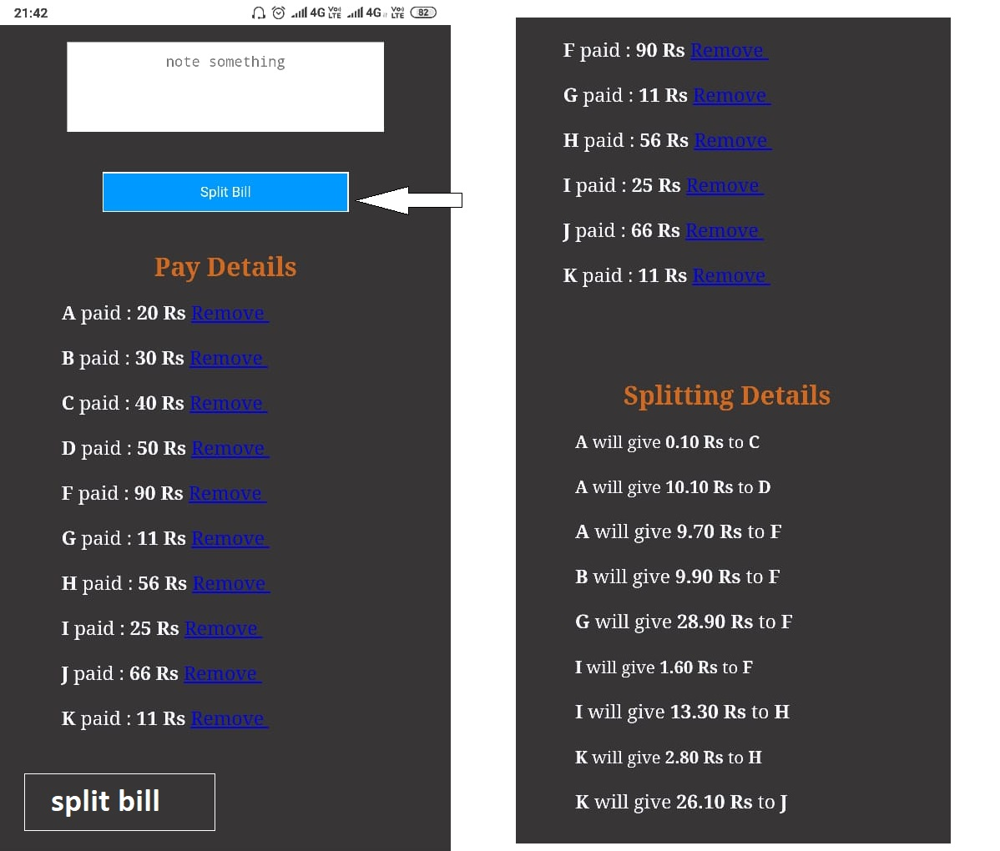 21:42
4G VoI LTE 4G VoI LTE 82
note something
Split Bill
Pay Details
A paid : 20 Rs Remove
B paid : 30 Rs Remove
C paid : 40 Rs Remove
D paid : 50 Rs Remove
F paid : 90 Rs Remove
G paid : 11 Rs Remove
H paid : 56 Rs Remove
I paid : 25 Rs Remove
J paid : 66 Rs Remove
K paid : 11 Rs Remove
split bill
F paid : 90 Rs Remove
G paid : 11 Rs Remove
H paid : 56 Rs Remove
I paid : 25 Rs Remove
J paid : 66 Rs Remove
K paid : 11 Rs Remove
Splitting Details
A will give 0.10 Rs to C
A will give 10.10 Rs to D
A will give 9.70 Rs to F
B will give 9.90 Rs to F
G will give 28.90 Rs to F
I will give 1.60 Rs to F
I will give 13.30 Rs to H
K will give 2.80 Rs to H
K will give 26.10 Rs to J